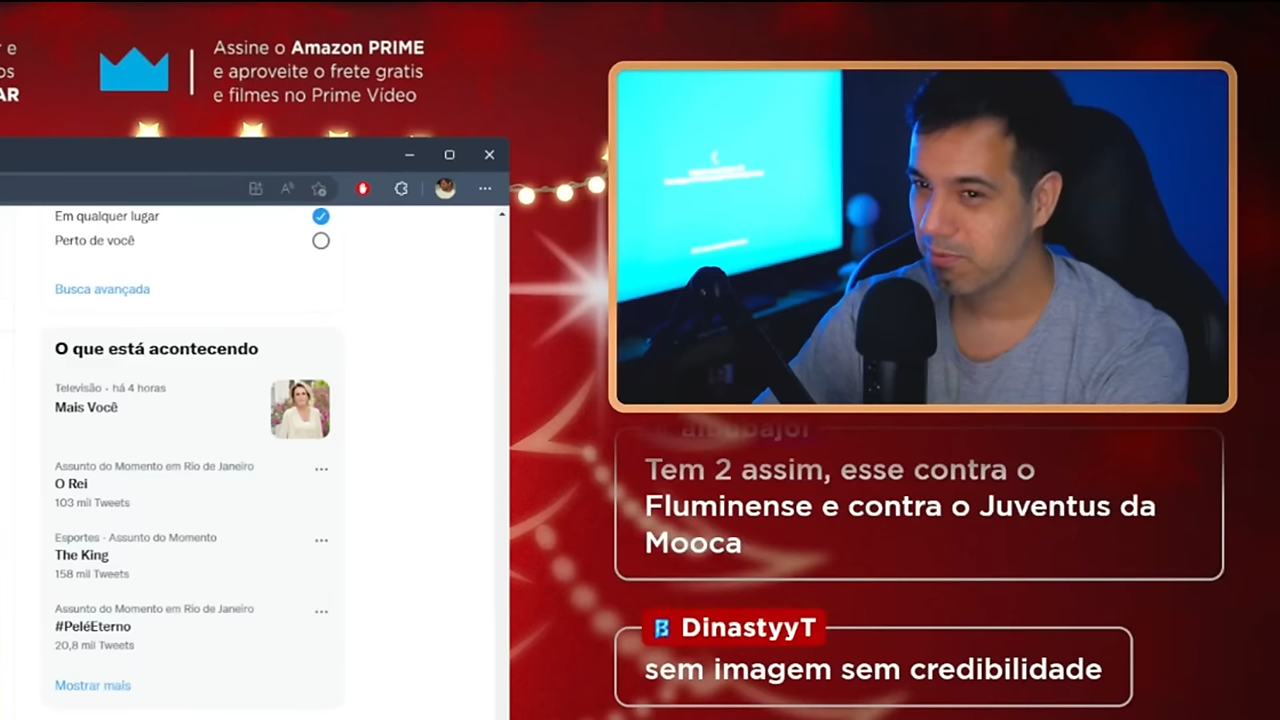 r e
os
AR
Assine o Amazon PRIME
e aproveite o frete gratis
e filmes no Prime Vídeo
Em qualquer lugar
Perto de você
Busca avançada
O que está acontecendo
Televisão · há 4 horas
Mais Você
Assunto do Momento em Rio de Janeiro
O Rei
103 mil Tweets
Esportes · Assunto do Momento
The King
158 mil Tweets
Assunto do Momento em Rio de Janeiro
#PeléEterno
20,8 mil Tweets
Mostrar mais
Tem 2 assim, esse contra o
Fluminense e contra o Juventus da
Mooca
DinastyyT
sem imagem sem credibilidade